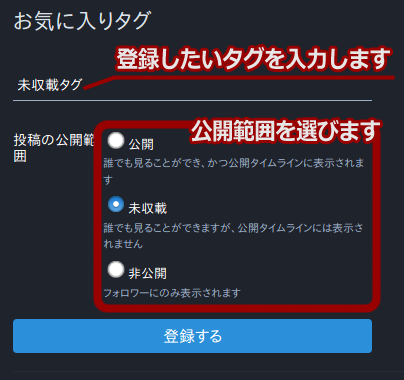 お気に入りタグ
登録したいタグを入力します
未収載タグ
公開範囲を選びます
投稿の公開範
囲
公開
誰でも見ることができ、かつ公開タイムラインに表示されま
す
未収載
誰でも見ることができますが、公開タイムラインには表示さ
れません
非公開
フォロワーにのみ表示されます
登録する